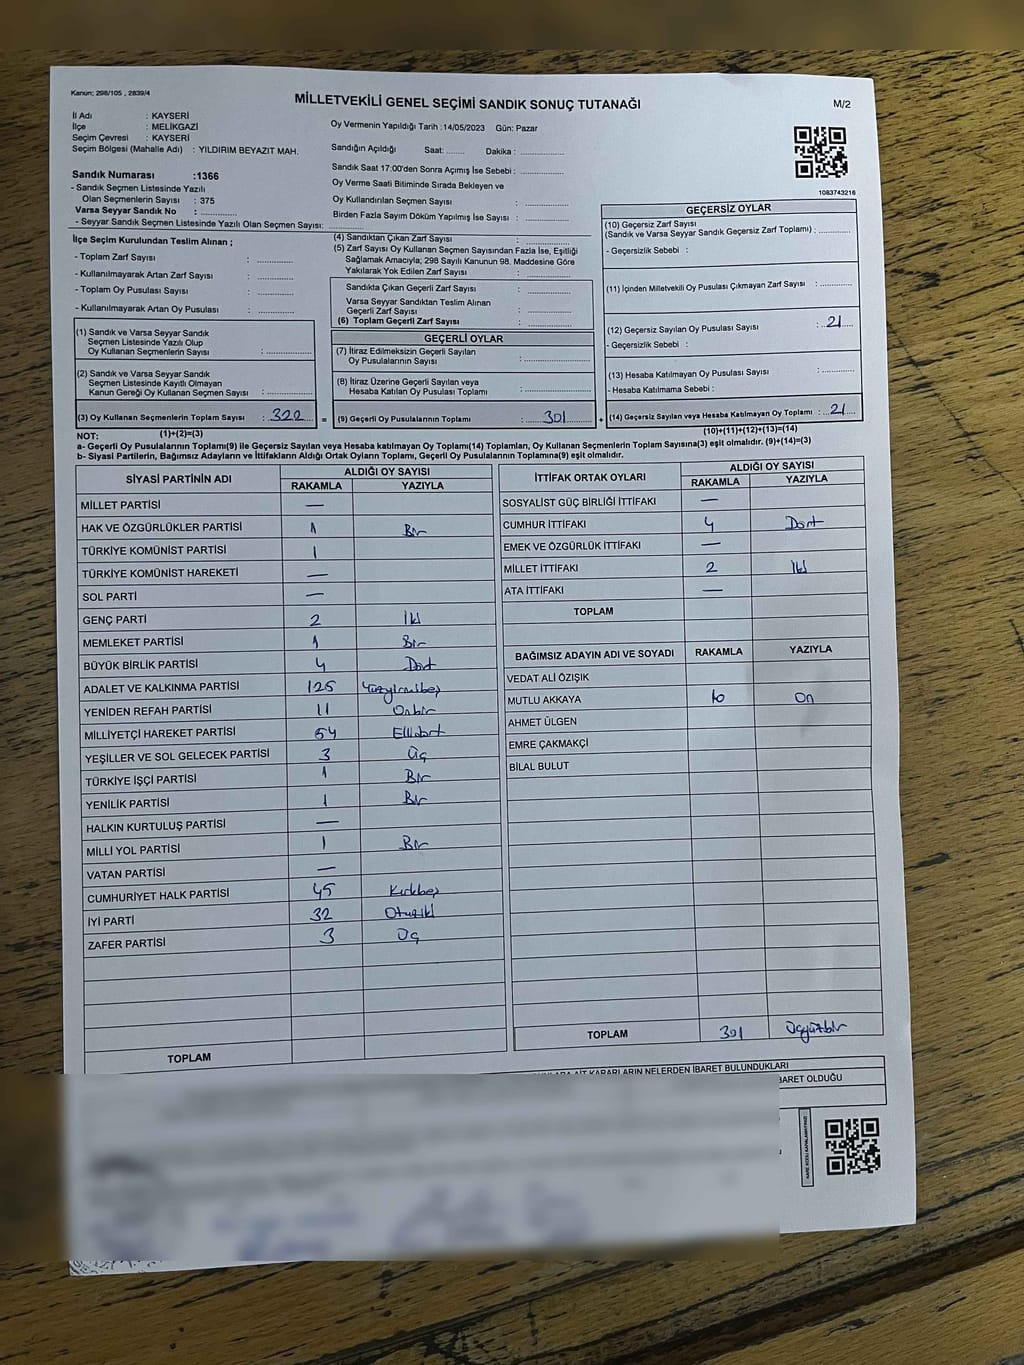 Kanun; 298/105 , 2839/4
MİLLETVEKİLİ GENEL SEÇİMİ SANDIK SONUÇ TUTANAĞI
M/2
İl Adı : KAYSERİ
İlçe : MELİKGAZİ
Seçim Çevresi : KAYSERİ
Seçim Bölgesi (Mahalle Adı) : YILDIRIM BEYAZIT MAH.
Sandık Numarası :1366
- Sandık Seçmen Listesinde Yazılı
Olan Seçmenlerin Sayısı : 375
Varsa Seyyar Sandık No :
- Seyyar Sandık Seçmen Listesinde Yazılı Olan Seçmen Sayısı:
Oy Vermenin Yapıldığı Tarih :14/05/2023 Gün: Pazar
Sandığın Açıldığı Saat: Dakika :
Sandık Saat 17:00'den Sonra Açımış İse Sebebi :
Oy Verme Saati Bitiminde Sırada Bekleyen ve
Oy Kullandırılan Seçmen Sayısı :
Birden Fazla Sayım Döküm Yapılmış İse Sayısı :
1083743216
İlçe Seçim Kurulundan Teslim Alınan ;
- Toplam Zarf Sayısı :
- Kullanılmayarak Artan Zarf Sayısı :
- Toplam Oy Pusulası Sayısı :
- Kullanılmayarak Artan Oy Pusulası :
(1) Sandık ve Varsa Seyyar Sandık
Seçmen Listesinde Yazılı Olup
Oy Kullanan Seçmenlerin Sayısı :
(2) Sandık ve Varsa Seyyar Sandık
Seçmen Listesinde Kayıtlı Olmayan
Kanun Gereği Oy Kullanan Seçmen Sayısı :
(3) Oy Kullanan Seçmenlerin Toplam Sayısı : 322 =
(1)+(2)=(3)
(4) Sandıktan Çıkan Zarf Sayısı :
(5) Zarf Sayısı Oy Kullanan Seçmen Sayısından Fazla İse, Eşitliği
Sağlamak Amacıyla; 298 Sayılı Kanunun 98. Maddesine Göre
Yakılarak Yok Edilen Zarf Sayısı :
Sandıkta Çıkan Geçerli Zarf Sayısı :
Varsa Seyyar Sandıktan Teslim Alınan
Geçerli Zarf Sayısı :
(6) Toplam Geçerli Zarf Sayısı :
GEÇERLİ OYLAR
(7) İtiraz Edilmeksizin Geçerli Sayılan
Oy Pusulalarının Sayısı :
(8) İtiraz Üzerine Geçerli Sayılan veya
Hesaba Katılan Oy Pusulası Toplamı :
(9) Geçerli Oy Pusulalarının Toplamı : 301 +
GEÇERSİZ OYLAR
(10) Geçersiz Zarf Sayısı
(Sandık ve Varsa Seyyar Sandık Geçersiz Zarf Toplamı) :
- Geçersizlik Sebebi :
(11) İçinden Milletvekili Oy Pusulası Çıkmayan Zarf Sayısı :
(12) Geçersiz Sayılan Oy Pusulası Sayısı : 21
- Geçersizlik Sebebi :
(13) Hesaba Katılmayan Oy Pusulası Sayısı :
- Hesaba Katılmama Sebebi :
(14) Geçersiz Sayılan veya Hesaba Katılmayan Oy Toplamı : 21
(10)+(11)+(12)+(13)=(14)
NOT:
a- Geçerli Oy Pusulalarının Toplamı(9) ile Geçersiz Sayılan veya Hesaba katılmayan Oy Toplamı(14) Toplamları, Oy Kullanan Seçmenlerin Toplam Sayısına(3) eşit olmalıdır. (9)+(14)=(3)
b- Siyasi Partilerin, Bağımsız Adayların ve İttifakların Aldığı Ortak Oyların Toplamı, Geçerli Oy Pusulalarının Toplamına(9) eşit olmalıdır.
SİYASİ PARTİNİN ADI ALDIĞI OY SAYISI
RAKAMLA YAZIYLA
MİLLET PARTİSİ —
HAK VE ÖZGÜRLÜKLER PARTİSİ 1 Bir
TÜRKİYE KOMÜNİST PARTİSİ 1
TÜRKİYE KOMÜNİST HAREKETİ —
SOL PARTİ —
GENÇ PARTİ 2 İki
MEMLEKET PARTİSİ 1 Bir
BÜYÜK BİRLİK PARTİSİ 4 Dört
ADALET VE KALKINMA PARTİSİ 125 Yüzyirmibeş
YENİDEN REFAH PARTİSİ 11 Onbir
MİLLİYETÇİ HAREKET PARTİSİ 54 Ellidört
YEŞİLLER VE SOL GELECEK PARTİSİ 3 Üç
TÜRKİYE İŞÇİ PARTİSİ 1 Bir
YENİLİK PARTİSİ 1 Bir
HALKIN KURTULUŞ PARTİSİ —
MİLLİ YOL PARTİSİ 1 Bir
VATAN PARTİSİ —
CUMHURİYET HALK PARTİSİ 45 Kırkbeş
İYİ PARTİ 32 Otuziki
ZAFER PARTİSİ 3 Üç
TOPLAM
İTTİFAK ORTAK OYLARI ALDIĞI OY SAYISI
RAKAMLA YAZIYLA
SOSYALİST GÜÇ BİRLİĞİ İTTİFAKI —
CUMHUR İTTİFAKI 4 Dört
EMEK VE ÖZGÜRLÜK İTTİFAKI —
MİLLET İTTİFAKI 2 İki
ATA İTTİFAKI —
TOPLAM
BAĞIMSIZ ADAYIN ADI VE SOYADI RAKAMLA YAZIYLA
VEDAT ALİ ÖZIŞIK
MUTLU AKKAYA 10 On
AHMET ÜLGEN
EMRE ÇAKMAKÇİ
BİLAL BULUT
TOPLAM 301 Üçyüzbir
AİT KARARLARIN NELERDEN İBARET BULUNDUKLARI
BARET OLDUĞU